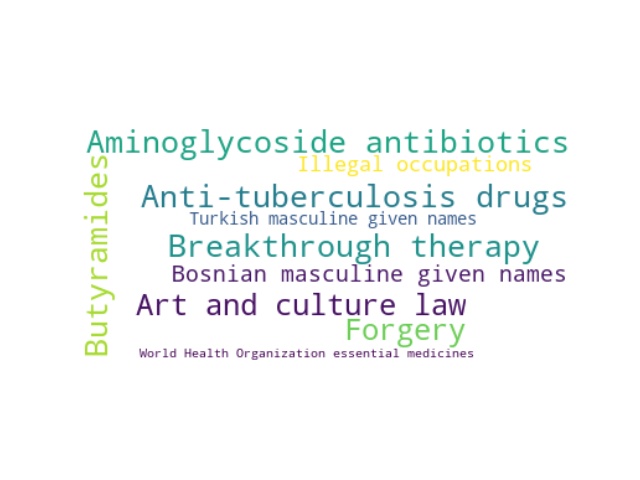 Aminoglycoside antibiotics
Illegal occupations
Butyramides
Anti-tuberculosis drugs
Turkish masculine given names
Breakthrough therapy
Bosnian masculine given names
Art and culture law
Forgery
World Health Organization essential medicines